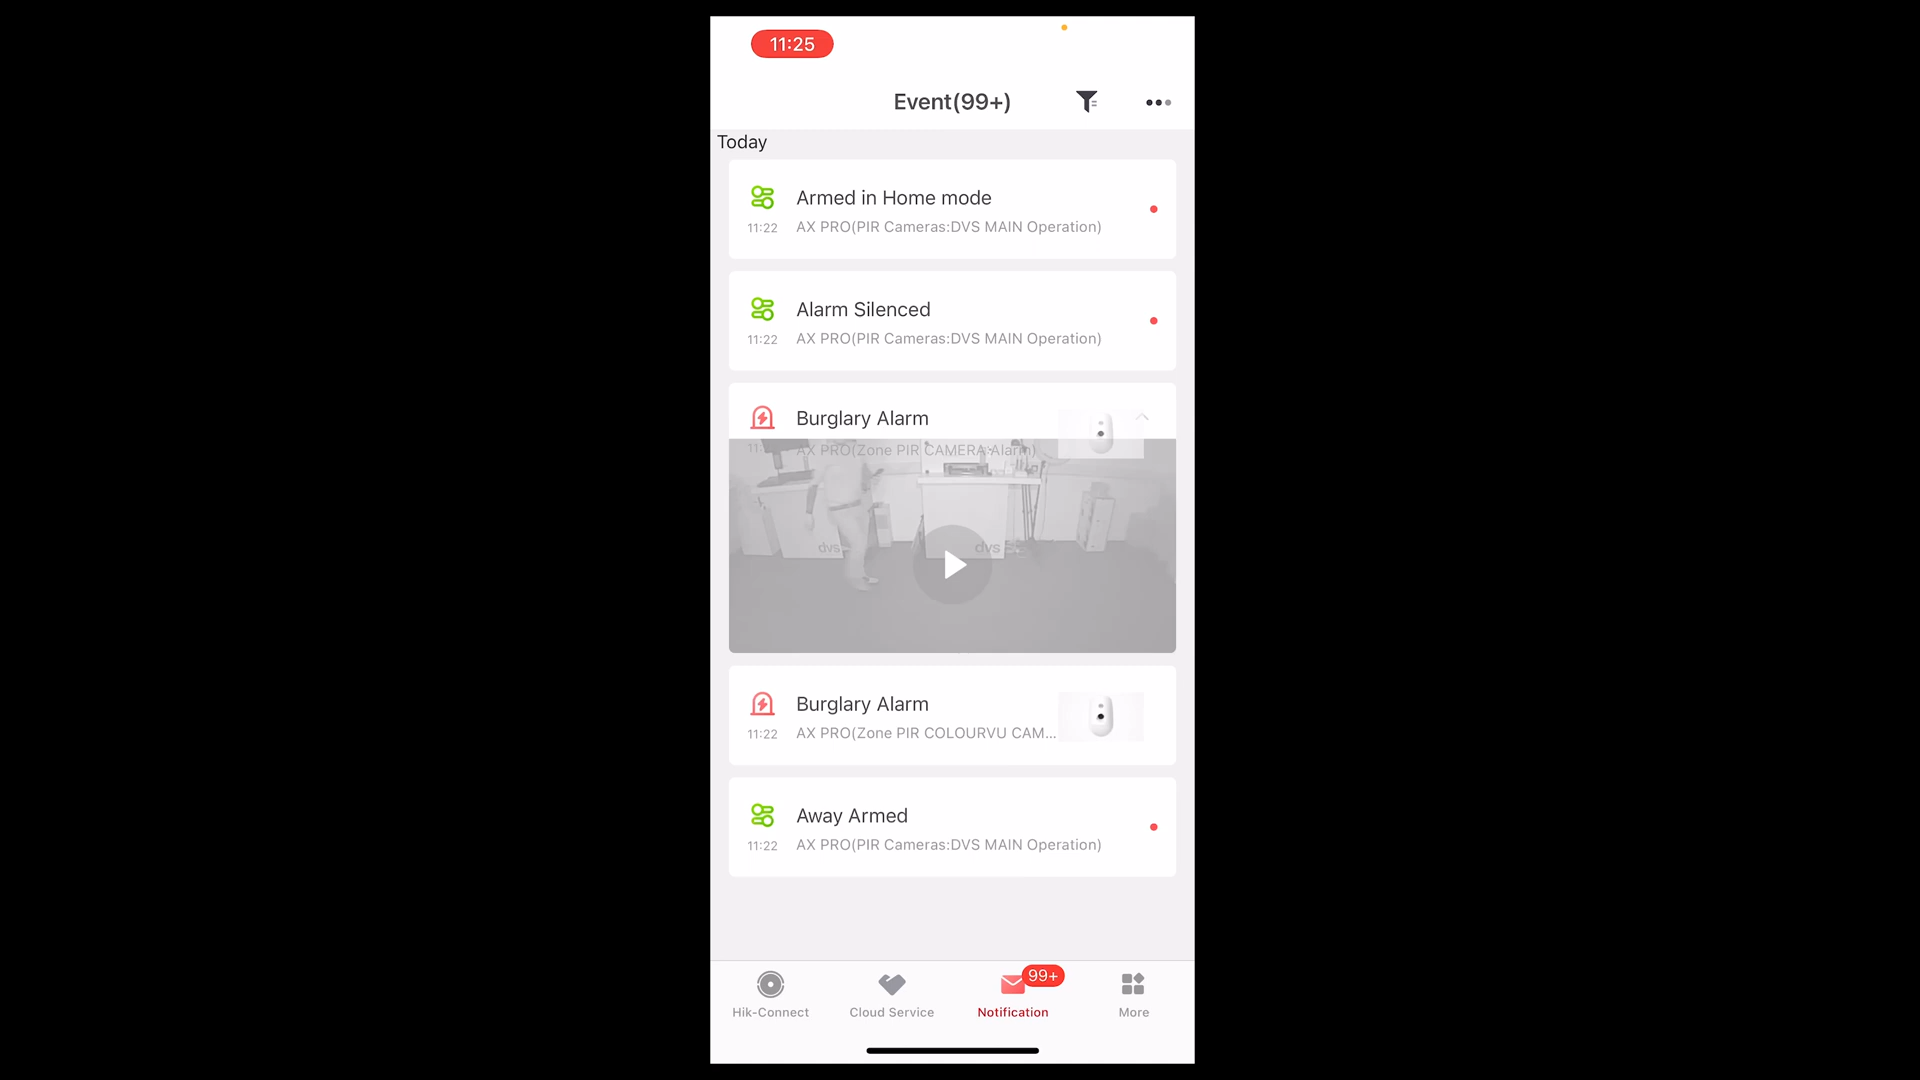 11:25
Event(99+)
Today
Armed in Home mode
11:22 AX PRO(PIR Cameras:DVS MAIN Operation)
Alarm Silenced
11:22 AX PRO(PIR Cameras:DVS MAIN Operation)
Burglary Alarm
AX PRO(Zone PIR CAMERA:Alarm)
dvs dvs
Burglary Alarm
11:22 AX PRO(Zone PIR COLOURVU CAM...
Away Armed
11:22 AX PRO(PIR Cameras:DVS MAIN Operation)
99+
Hik-Connect Cloud Service Notification More